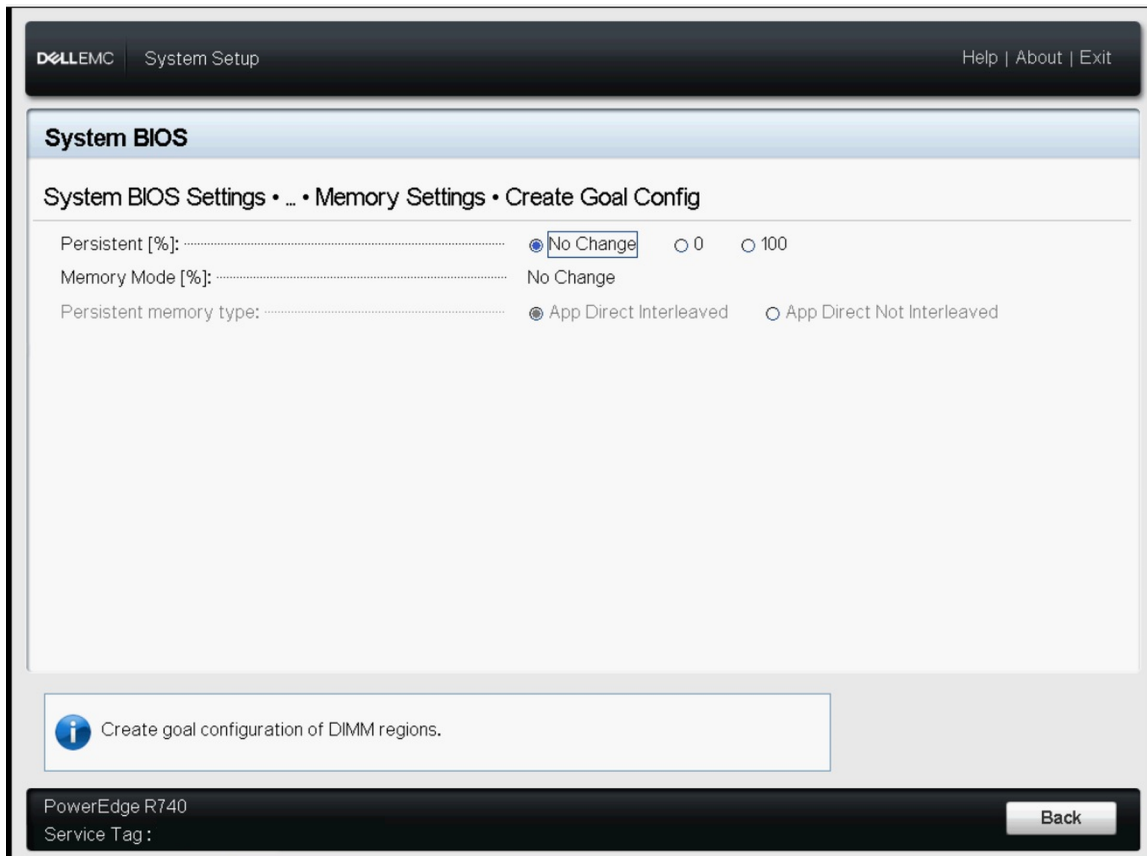 DELLEMC System Setup Help | About | Exit
System BIOS
System BIOS Settings • ... • Memory Settings • Create Goal Config
Persistent [%]: No Change 0 100
Memory Mode [%]: No Change
Persistent memory type: App Direct Interleaved App Direct Not Interleaved
Create goal configuration of DIMM regions.
PowerEdge R740
Service Tag :
Back